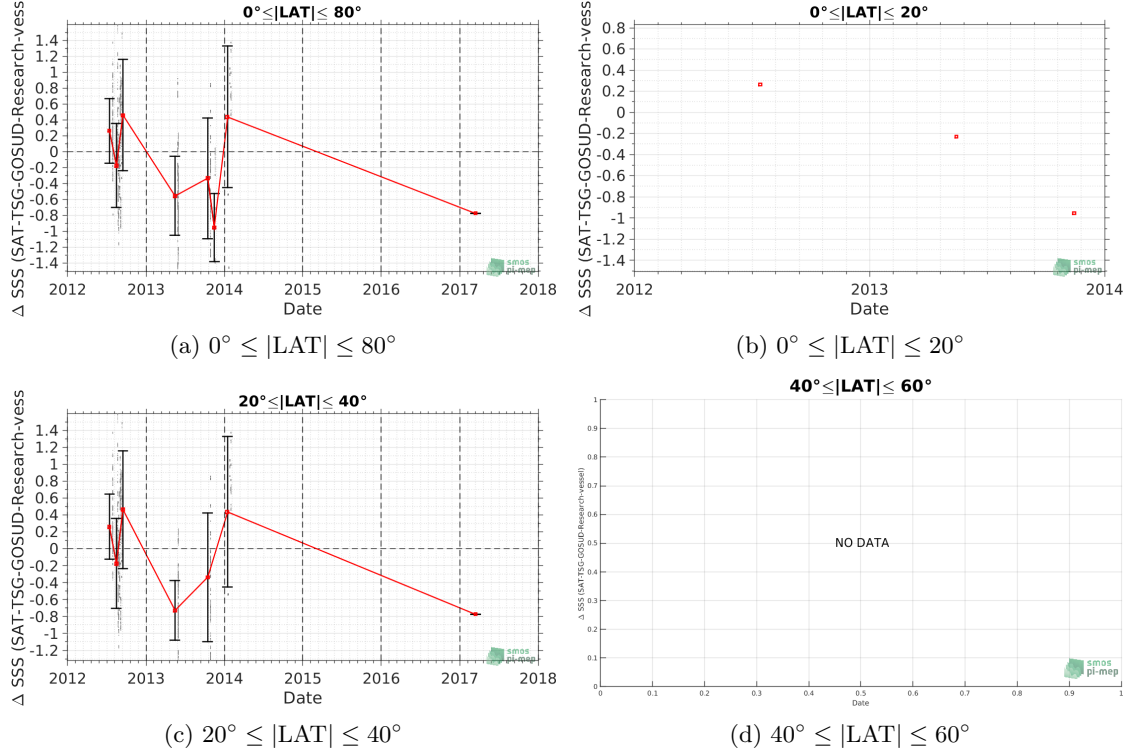 0°≤|LAT|≤ 80°
Δ SSS (SAT-TSG-GOSUD-Research-vess
1.4
1.2
1
0.8
0.6
0.4
0.2
0
-0.2
-0.4
-0.6
-0.8
-1
-1.2
-1.4
2012 2013 2014 2015 2016 2017 2018
Date
smos
pi-mep
(a) 0° ≤ |LAT| ≤ 80°
0°≤|LAT|≤ 20°
Δ SSS (SAT-TSG-GOSUD-Research-vess
0.8
0.6
0.4
0.2
0
-0.2
-0.4
-0.6
-0.8
-1
-1.2
-1.4
2012 2013 2014
Date
smos
pi-mep
(b) 0° ≤ |LAT| ≤ 20°
20°≤|LAT|≤ 40°
Δ SSS (SAT-TSG-GOSUD-Research-vess
1.4
1.2
1
0.8
0.6
0.4
0.2
0
-0.2
-0.4
-0.6
-0.8
-1
-1.2
2012 2013 2014 2015 2016 2017 2018
Date
smos
pi-mep
(c) 20° ≤ |LAT| ≤ 40°
40°≤|LAT|≤ 60°
Δ SSS (SAT-TSG-GOSUD-Research-vessel)
1
0.9
0.8
0.7
0.6
0.5
0.4
0.3
0.2
0.1
0
NO DATA
0 0.1 0.2 0.3 0.4 0.5 0.6 0.7 0.8 0.9 1
Date
smos
pi-mep
(d) 40° ≤ |LAT| ≤ 60°